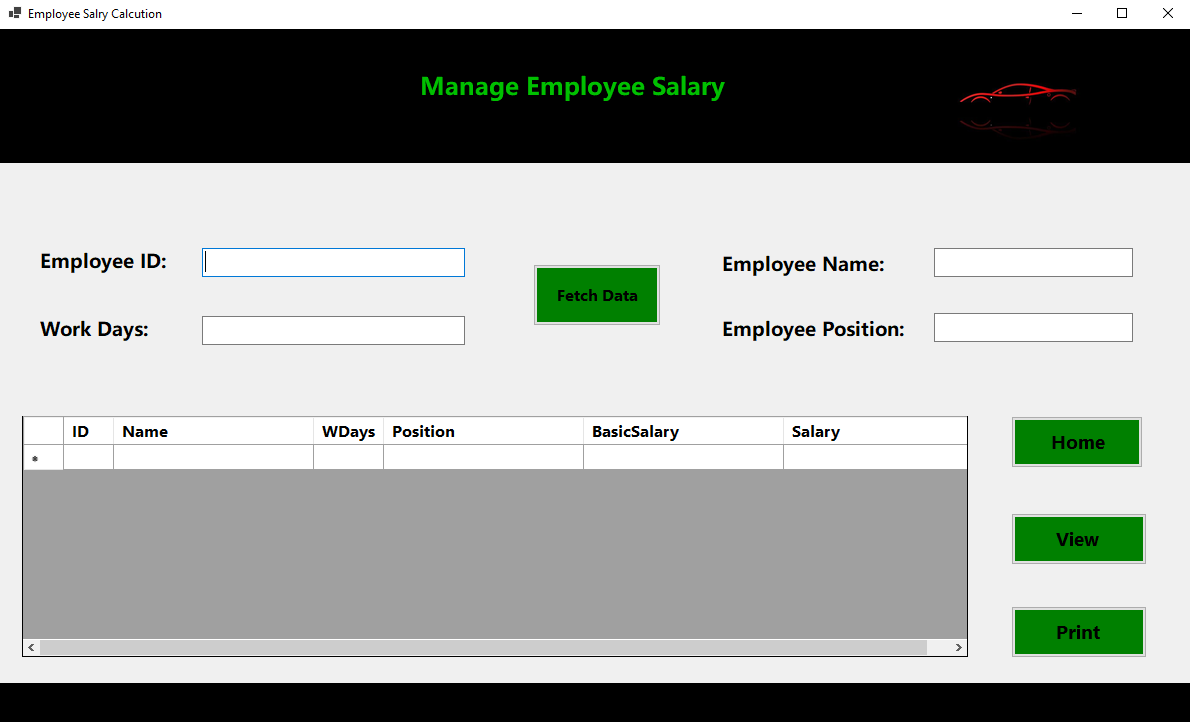 Employee Salry Calcution
Manage Employee Salary
Employee ID:
Fetch Data
Employee Name:
Work Days:
Employee Position:
ID Name WDays Position BasicSalary Salary
Home
View
Print